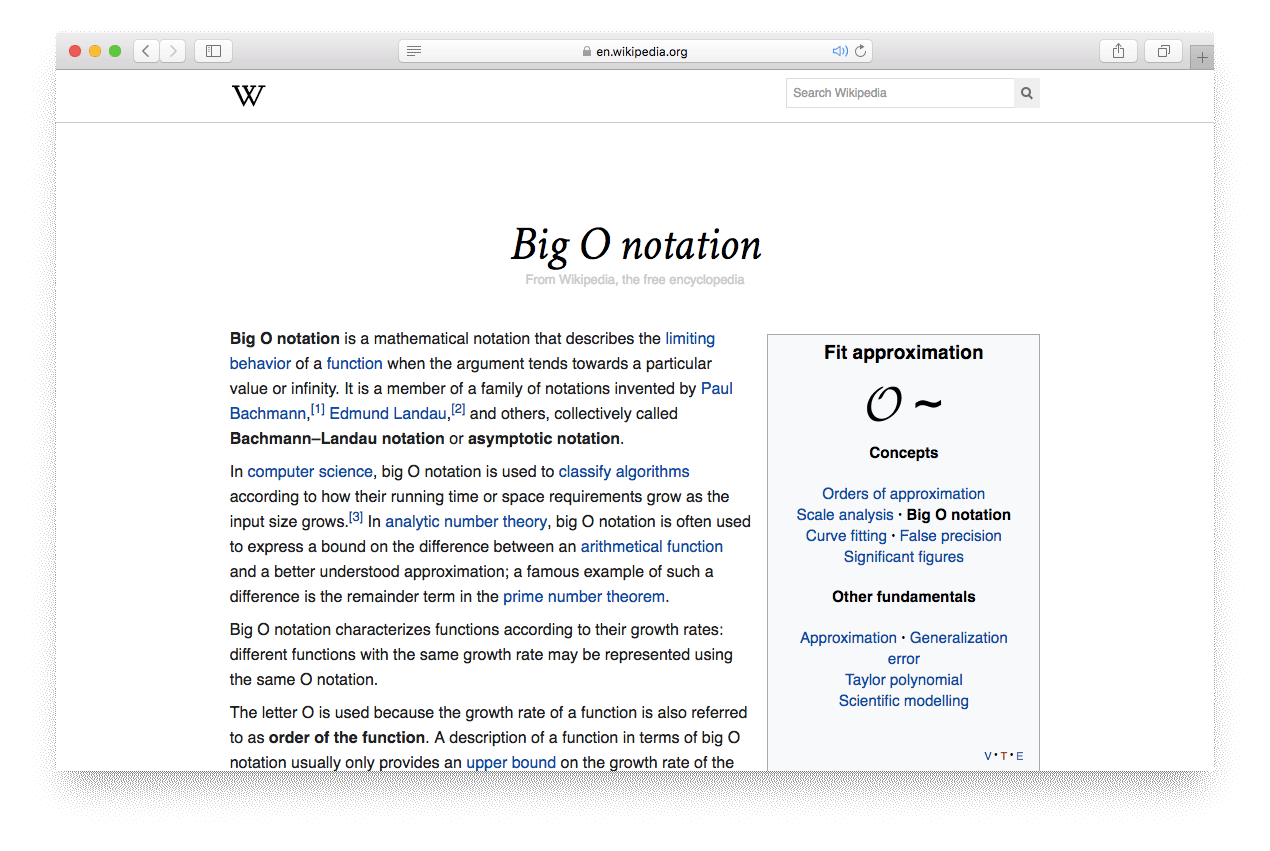 en.wikipedia.org
W
Search Wikipedia
Big O notation
From Wikipedia, the free encyclopedia
Big O notation is a mathematical notation that describes the limiting
behavior of a function when the argument tends towards a particular
value or infinity. It is a member of a family of notations invented by Paul
Bachmann,[1] Edmund Landau,[2] and others, collectively called
Bachmann–Landau notation or asymptotic notation.
In computer science, big O notation is used to classify algorithms
according to how their running time or space requirements grow as the
input size grows.[3] In analytic number theory, big O notation is often used
to express a bound on the difference between an arithmetical function
and a better understood approximation; a famous example of such a
difference is the remainder term in the prime number theorem.
Big O notation characterizes functions according to their growth rates:
different functions with the same growth rate may be represented using
the same O notation.
The letter O is used because the growth rate of a function is also referred
to as order of the function. A description of a function in terms of big O
notation usually only provides an upper bound on the growth rate of the
Fit approximation
O ~
Concepts
Orders of approximation
Scale analysis · Big O notation
Curve fitting · False precision
Significant figures
Other fundamentals
Approximation · Generalization
error
Taylor polynomial
Scientific modelling
V · T · E